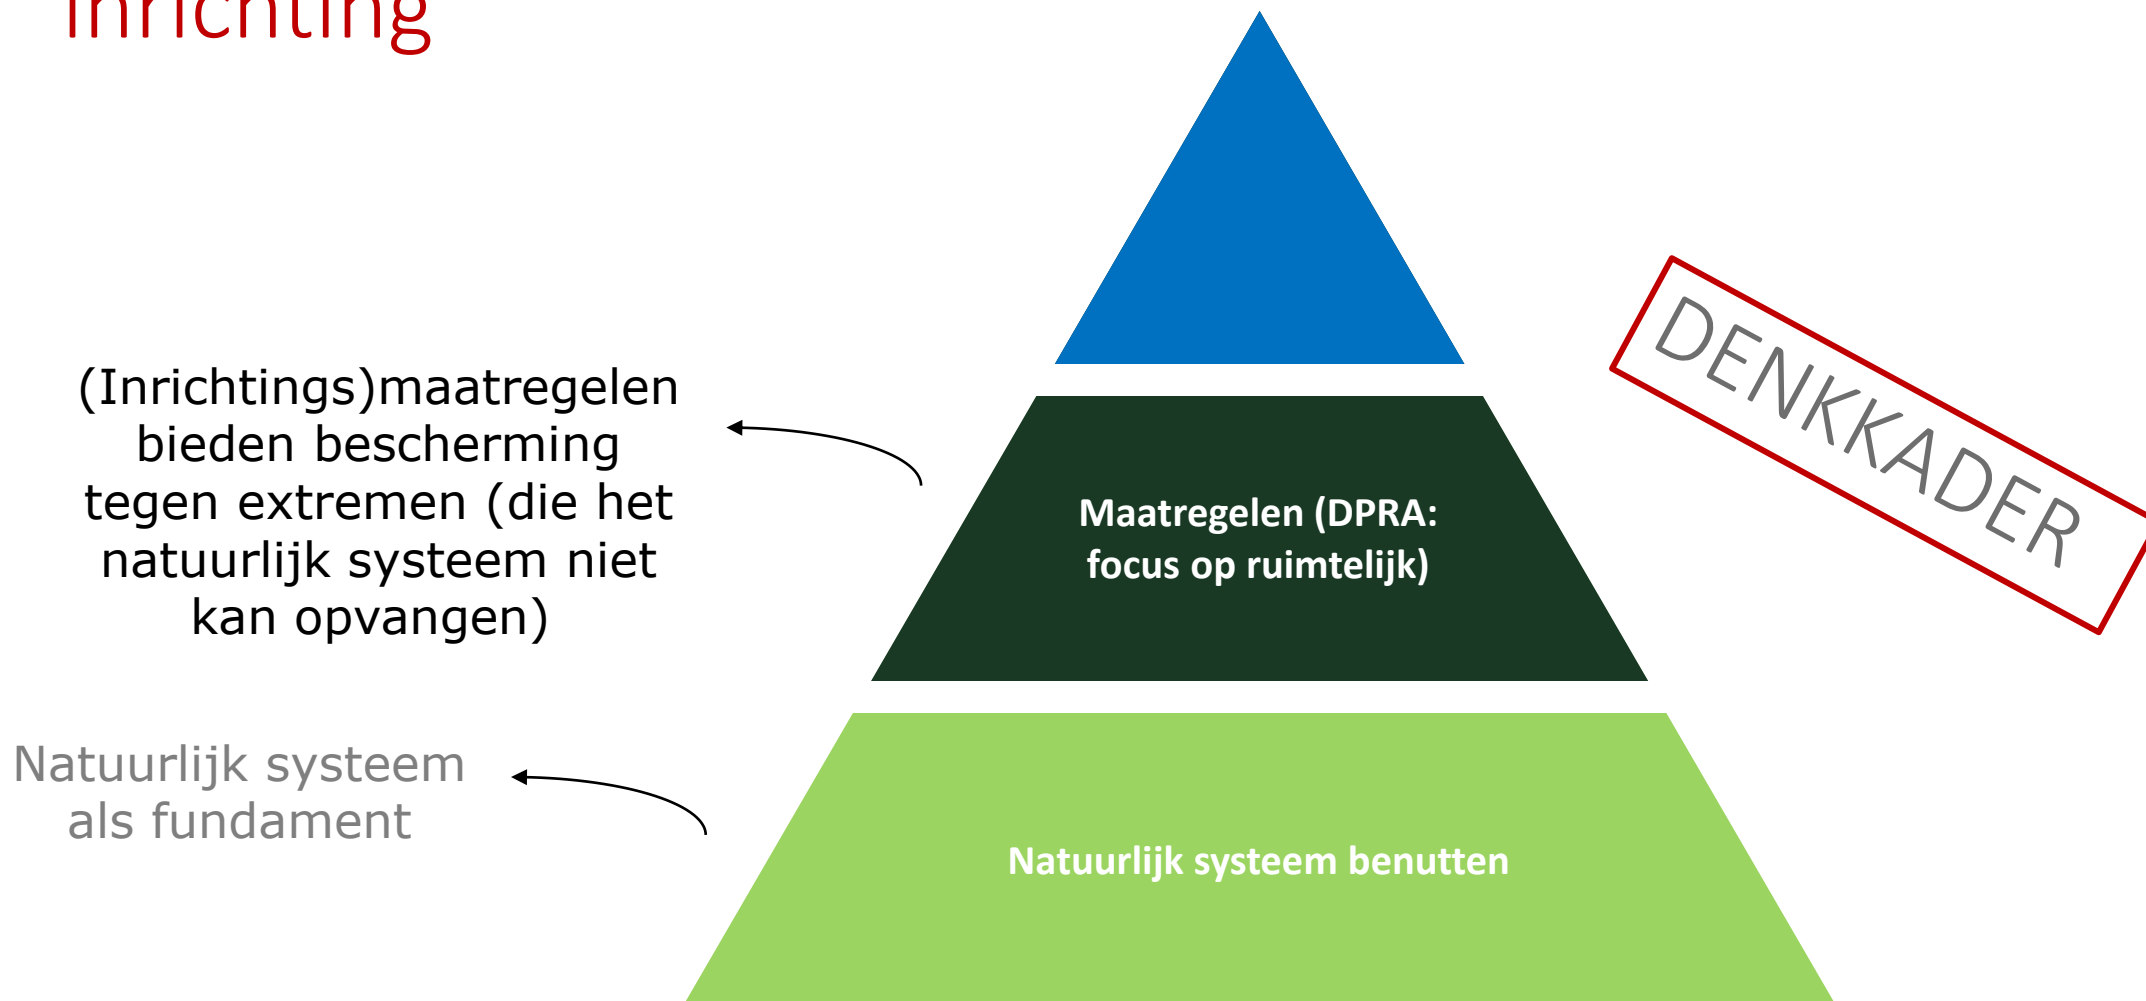 inrichting
(Inrichtings)maatregelen
bieden bescherming
tegen extremen (die het
natuurlijk systeem niet
kan opvangen)
Maatregelen (DPRA:
focus op ruimtelijk)
DENKKADER
Natuurlijk systeem
als fundament
Natuurlijk systeem benutten